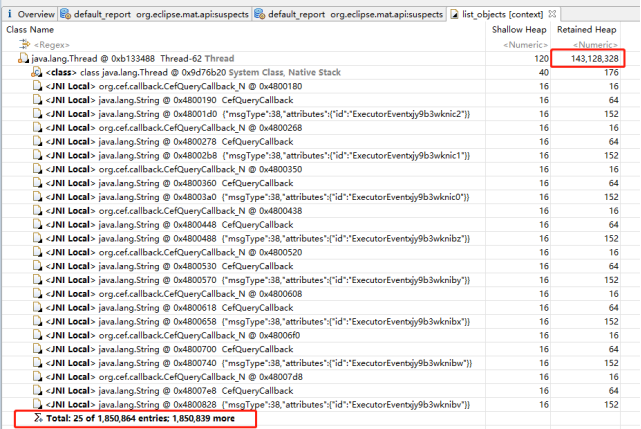 i Overview default_report org.eclipse.mat.api:suspects default_report org.eclipse.mat.api:suspects list_objects [context]
Class Name Shallow Heap Retained Heap
<Regex> <Numeric> <Numeric>
java.lang.Thread @ 0xb133488 Thread-62 Thread 120 143,128,328
<class> class java.lang.Thread @ 0x9d76b20 System Class, Native Stack 40 176
<JNI Local> org.cef.callback.CefQueryCallback_N @ 0x4800180 16 16
<JNI Local> java.lang.String @ 0x4800190 CefQueryCallback 16 64
<JNI Local> java.lang.String @ 0x48001d0 {"msgType":38,"attributes":{"id":"ExecutorEventxjy9b3wknic2"}} 16 152
<JNI Local> org.cef.callback.CefQueryCallback_N @ 0x4800268 16 16
<JNI Local> java.lang.String @ 0x4800278 CefQueryCallback 16 64
<JNI Local> java.lang.String @ 0x48002b8 {"msgType":38,"attributes":{"id":"ExecutorEventxjy9b3wknic1"}} 16 152
<JNI Local> org.cef.callback.CefQueryCallback_N @ 0x4800350 16 16
<JNI Local> java.lang.String @ 0x4800360 CefQueryCallback 16 64
<JNI Local> java.lang.String @ 0x48003a0 {"msgType":38,"attributes":{"id":"ExecutorEventxjy9b3wknic0"}} 16 152
<JNI Local> org.cef.callback.CefQueryCallback_N @ 0x4800438 16 16
<JNI Local> java.lang.String @ 0x4800448 CefQueryCallback 16 64
<JNI Local> java.lang.String @ 0x4800488 {"msgType":38,"attributes":{"id":"ExecutorEventxjy9b3wknibz"}} 16 152
<JNI Local> org.cef.callback.CefQueryCallback_N @ 0x4800520 16 16
<JNI Local> java.lang.String @ 0x4800530 CefQueryCallback 16 64
<JNI Local> java.lang.String @ 0x4800570 {"msgType":38,"attributes":{"id":"ExecutorEventxjy9b3wkniby"}} 16 152
<JNI Local> org.cef.callback.CefQueryCallback_N @ 0x4800608 16 16
<JNI Local> java.lang.String @ 0x4800618 CefQueryCallback 16 64
<JNI Local> java.lang.String @ 0x4800658 {"msgType":38,"attributes":{"id":"ExecutorEventxjy9b3wknibx"}} 16 152
<JNI Local> org.cef.callback.CefQueryCallback_N @ 0x48006f0 16 16
<JNI Local> java.lang.String @ 0x4800700 CefQueryCallback 16 64
<JNI Local> java.lang.String @ 0x4800740 {"msgType":38,"attributes":{"id":"ExecutorEventxjy9b3wknibw"}} 16 152
<JNI Local> org.cef.callback.CefQueryCallback_N @ 0x48007d8 16 16
<JNI Local> java.lang.String @ 0x48007e8 CefQueryCallback 16 64
<JNI Local> java.lang.String @ 0x4800828 {"msgType":38,"attributes":{"id":"ExecutorEventxjy9b3wknibv"}} 16 152
Total: 25 of 1,850,864 entries; 1,850,839 more